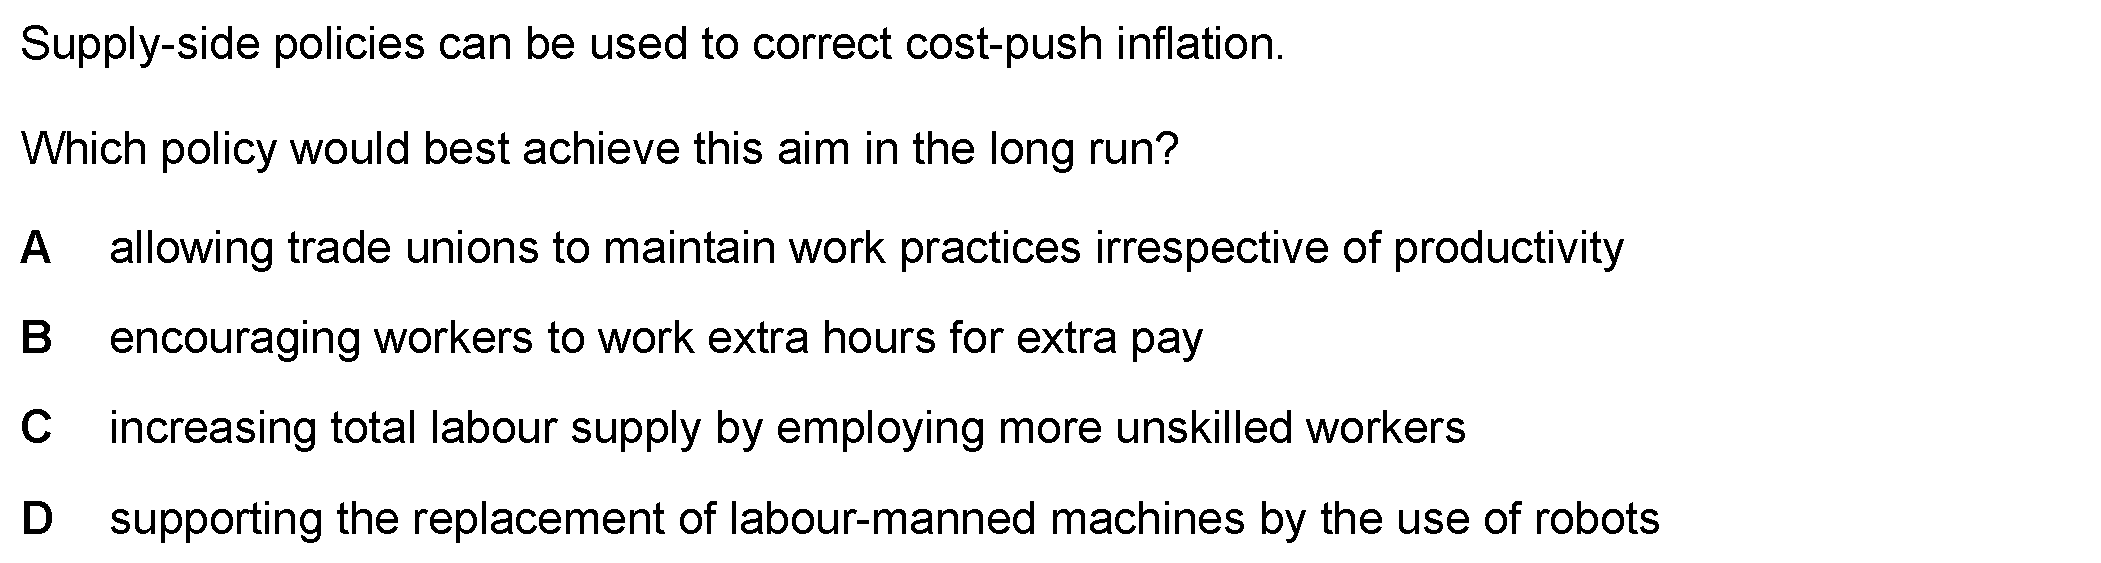 Supply-side policies can be used to correct cost-push inflation.
Which policy would best achieve this aim in the long run?
A allowing trade unions to maintain work practices irrespective of productivity
B encouraging workers to work extra hours for extra pay
C increasing total labour supply by employing more unskilled workers
D supporting the replacement of labour-manned machines by the use of robots